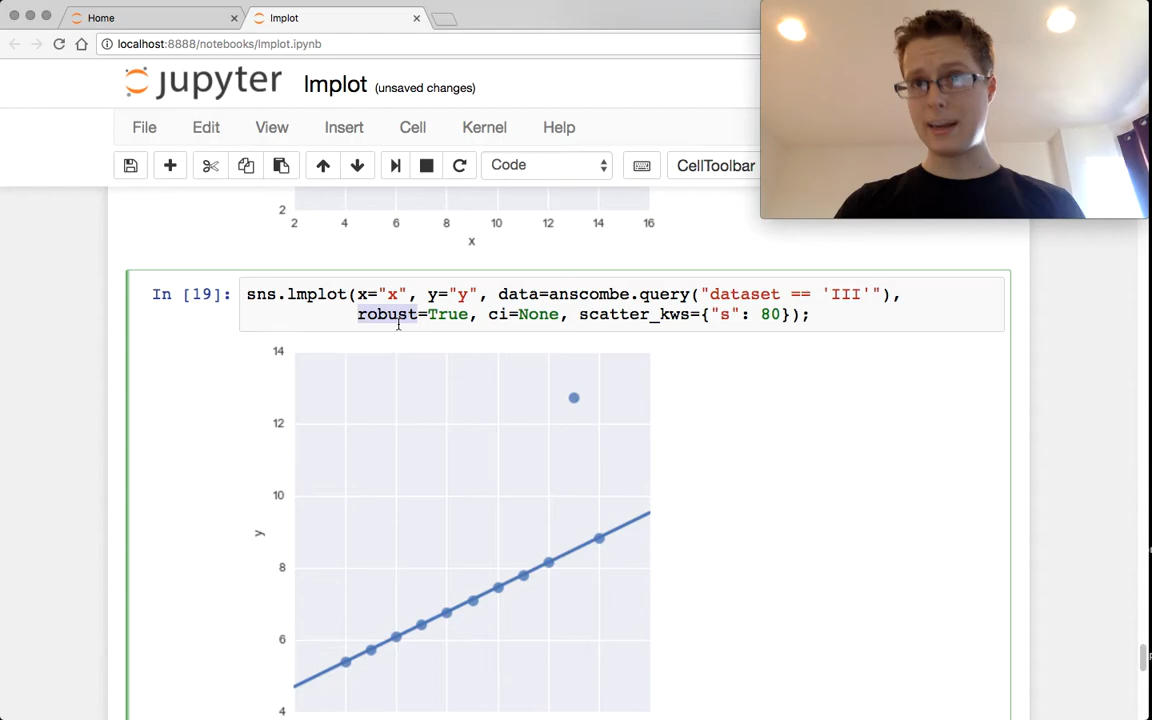 Home
lmplot
localhost:8888/notebooks/lmplot.ipynb
jupyter lmplot (unsaved changes)
File Edit View Insert Cell Kernel Help
Code CellToolbar
2
2 4 6 8 10 12 14 16
x
In [19]: sns.lmplot(x="x", y="y", data=anscombe.query("dataset == 'III'"),
robust=True, ci=None, scatter_kws={"s": 80});
14
12
10
y
8
6
4